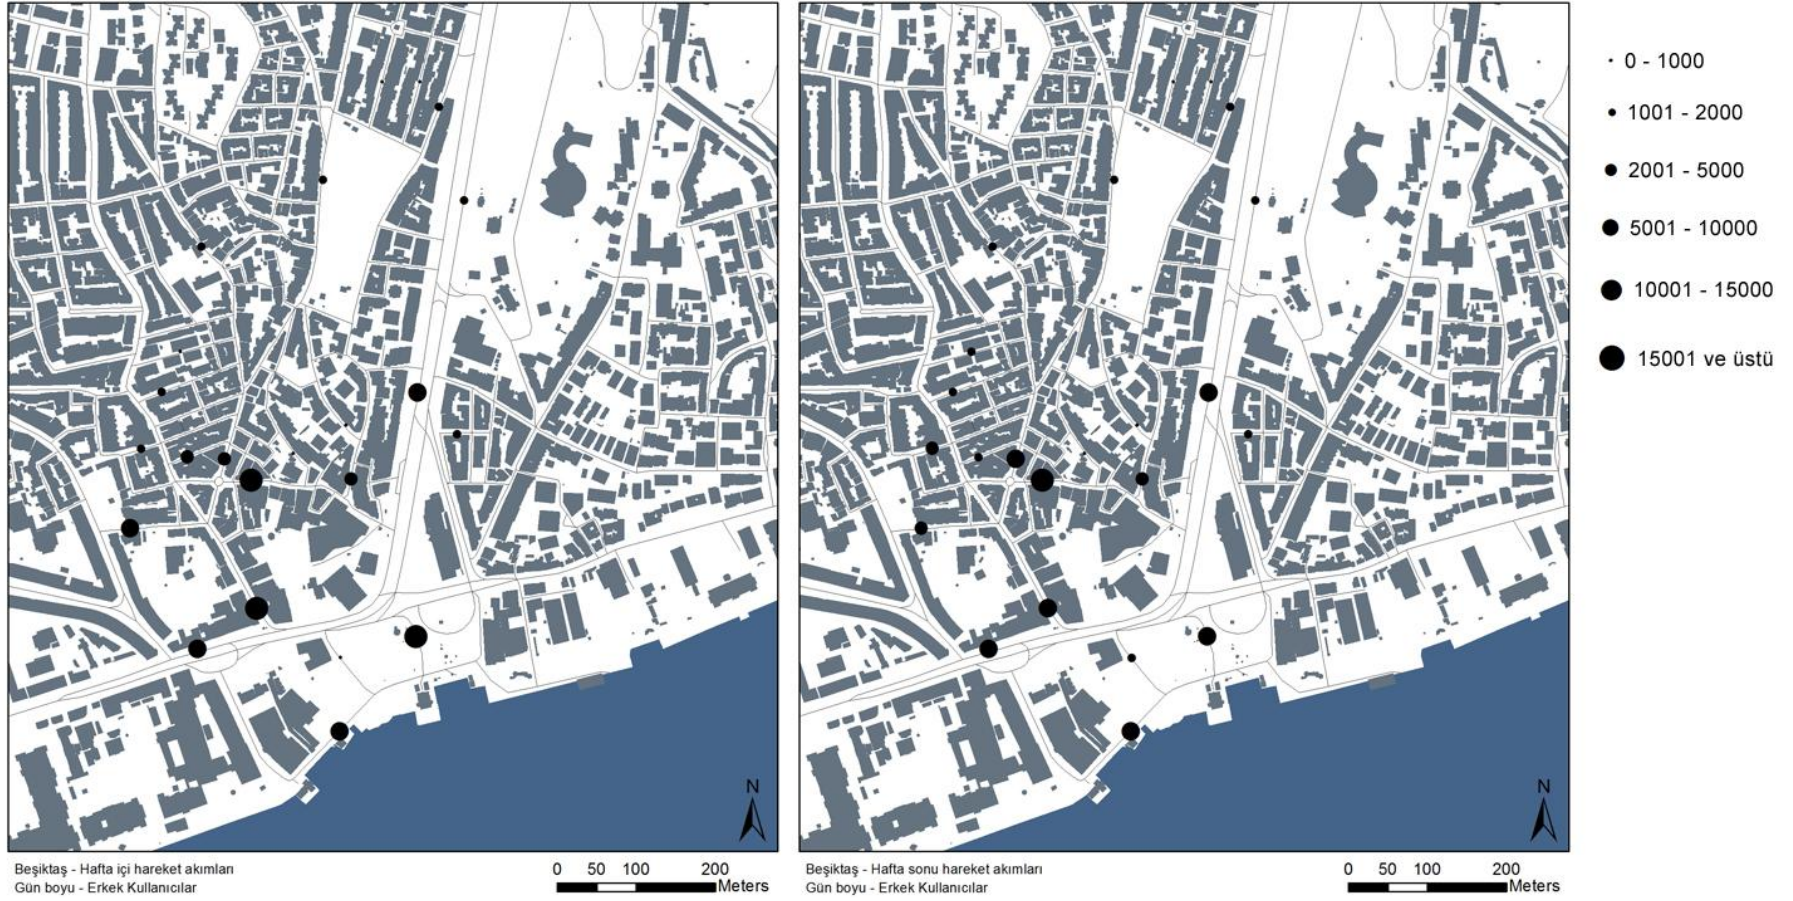 0 - 1000
1001 - 2000
2001 - 5000
5001 - 10000
10001 - 15000
15001 ve üstü
N
N
Beşiktaş - Hafta içi hareket akımları
Gün boyu - Erkek Kullanıcılar
0 50 100 200
Meters
Beşiktaş - Hafta sonu hareket akımları
Gün boyu - Erkek Kullanıcılar
0 50 100 200
Meters